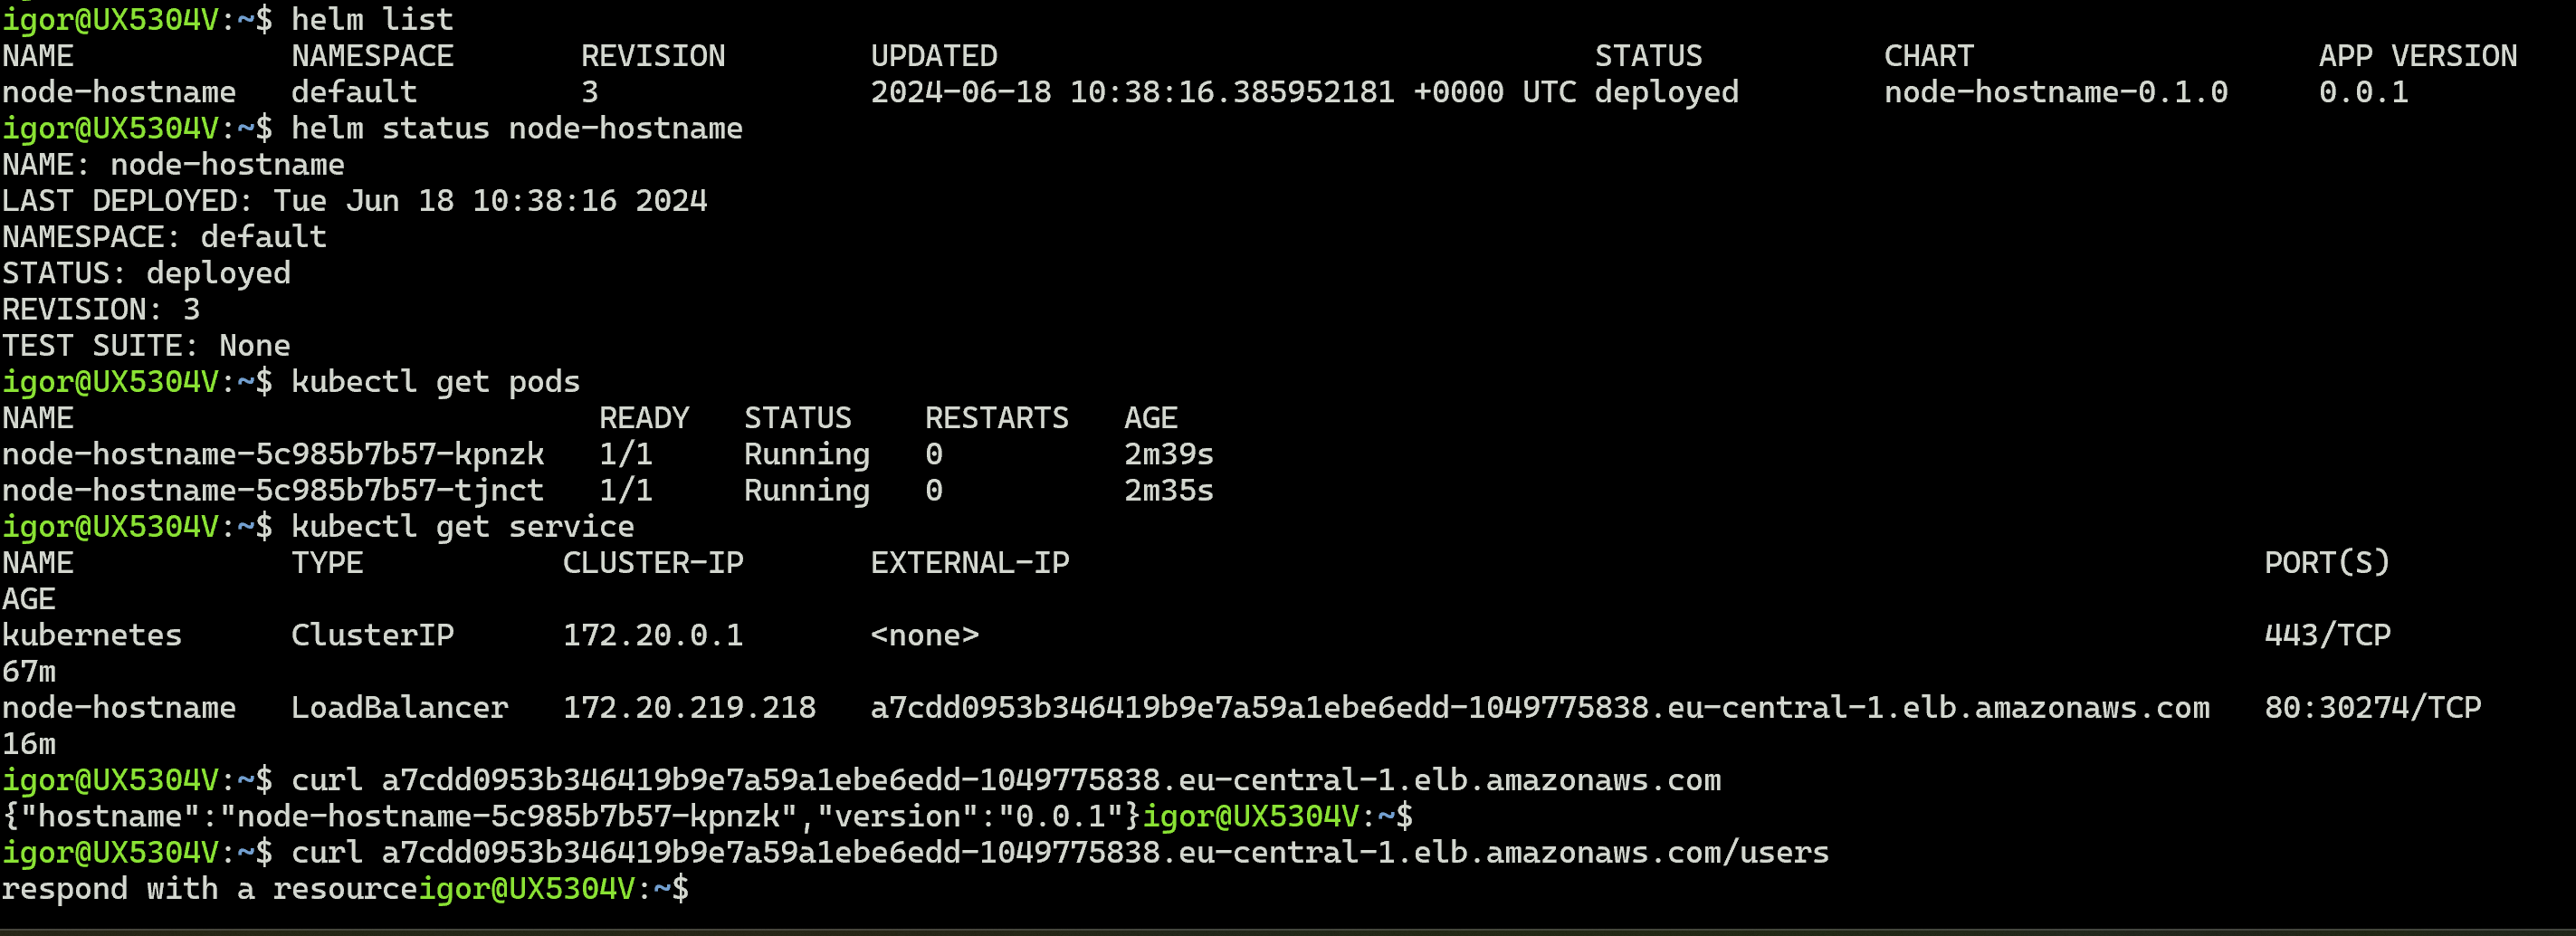 igor@UX5304V:~$ helm list
NAME            NAMESPACE       REVISION        UPDATED                                 STATUS          CHART                   APP VERSION
node-hostname   default         3               2024-06-18 10:38:16.385952181 +0000 UTC deployed        node-hostname-0.1.0     0.0.1
igor@UX5304V:~$ helm status node-hostname
NAME: node-hostname
LAST DEPLOYED: Tue Jun 18 10:38:16 2024
NAMESPACE: default
STATUS: deployed
REVISION: 3
TEST SUITE: None
igor@UX5304V:~$ kubectl get pods
NAME                             READY   STATUS    RESTARTS   AGE
node-hostname-5c985b7b57-kpnzk   1/1     Running   0          2m39s
node-hostname-5c985b7b57-tjnct   1/1     Running   0          2m35s
igor@UX5304V:~$ kubectl get service
NAME            TYPE           CLUSTER-IP       EXTERNAL-IP                                                                  PORT(S)
AGE
kubernetes      ClusterIP      172.20.0.1       <none>                                                                       443/TCP
67m
node-hostname   LoadBalancer   172.20.219.218   a7cdd0953b346419b9e7a59a1ebe6edd-1049775838.eu-central-1.elb.amazonaws.com   80:30274/TCP
16m
igor@UX5304V:~$ curl a7cdd0953b346419b9e7a59a1ebe6edd-1049775838.eu-central-1.elb.amazonaws.com
{"hostname":"node-hostname-5c985b7b57-kpnzk","version":"0.0.1"}igor@UX5304V:~$
igor@UX5304V:~$ curl a7cdd0953b346419b9e7a59a1ebe6edd-1049775838.eu-central-1.elb.amazonaws.com/users
respond with a resourceigor@UX5304V:~$